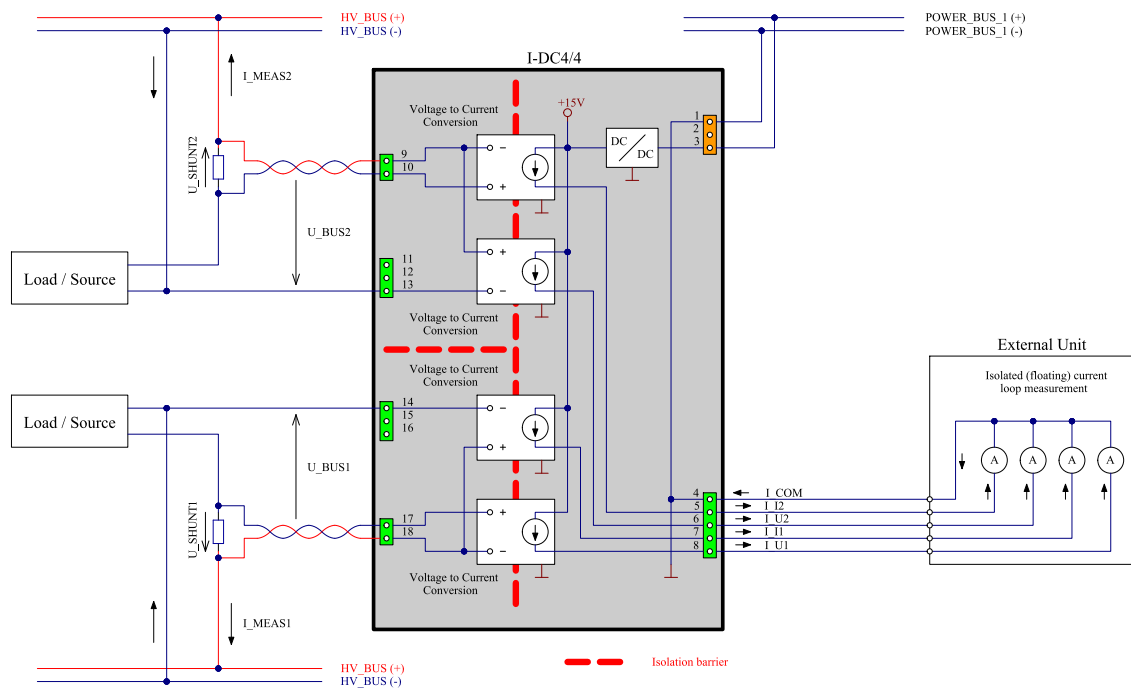 HV_BUS (+)
HV_BUS (-)
POWER_BUS_1 (+)
POWER_BUS_1 (-)
I-DC4/4
I_MEAS2
U_SHUNT2
U_BUS2
Load / Source
Voltage to Current
Conversion
+15V
DC
DC
1
2
3
9
10
−
+
11
12
13
+
−
Voltage to Current
Conversion
Voltage to Current
Conversion
14
15
16
−
+
Load / Source
U_BUS1
U_SHUNT1
17
18
+
−
Voltage to Current
Conversion
I_MEAS1
4
5
6
7
8
I_COM
I_I2
I_U2
I_I1
I_U1
External Unit
Isolated (floating) current
loop measurement
A
A
A
A
HV_BUS (+)
HV_BUS (-)
Isolation barrier